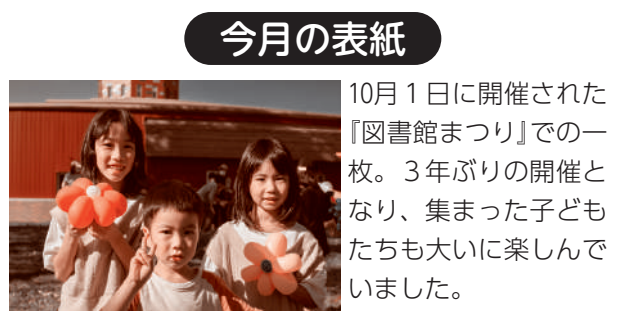 今月の表紙
10月１日に開催された
『図書館まつり』での一
枚。３年ぶりの開催と
なり、集まった子ども
たちも大いに楽しんで
いました。